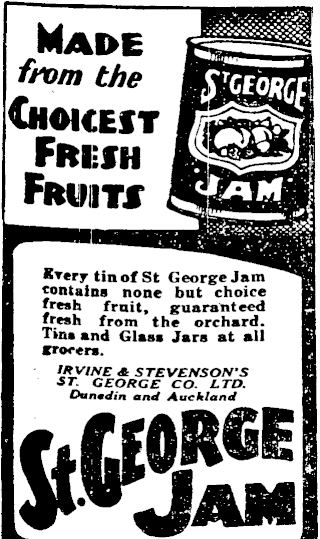 MADE
from the
CHOICEST
FRESH
FRUITS
ST GEORGE
JAM
Every tin of St George Jam
contains none but choice
fresh fruit, guaranteed
fresh from the orchard.
Tins and Glass Jars at all
grocers.
IRVINE & STEVENSON'S
ST. GEORGE CO. LTD.
Dunedin and Auckland
St. GEORGE
JAM